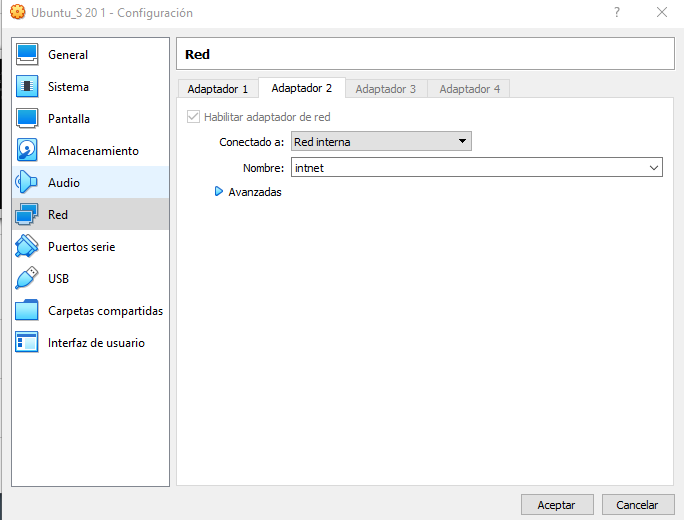 Ubuntu_S 20 1 - Configuración
?
General
Sistema
Pantalla
Almacenamiento
Audio
Red
Puertos serie
USB
Carpetas compartidas
Interfaz de usuario
Red
Adaptador 1 Adaptador 2 Adaptador 3 Adaptador 4
Habilitar adaptador de red
Conectado a: Red interna
Nombre: intnet
Avanzadas
Aceptar Cancelar